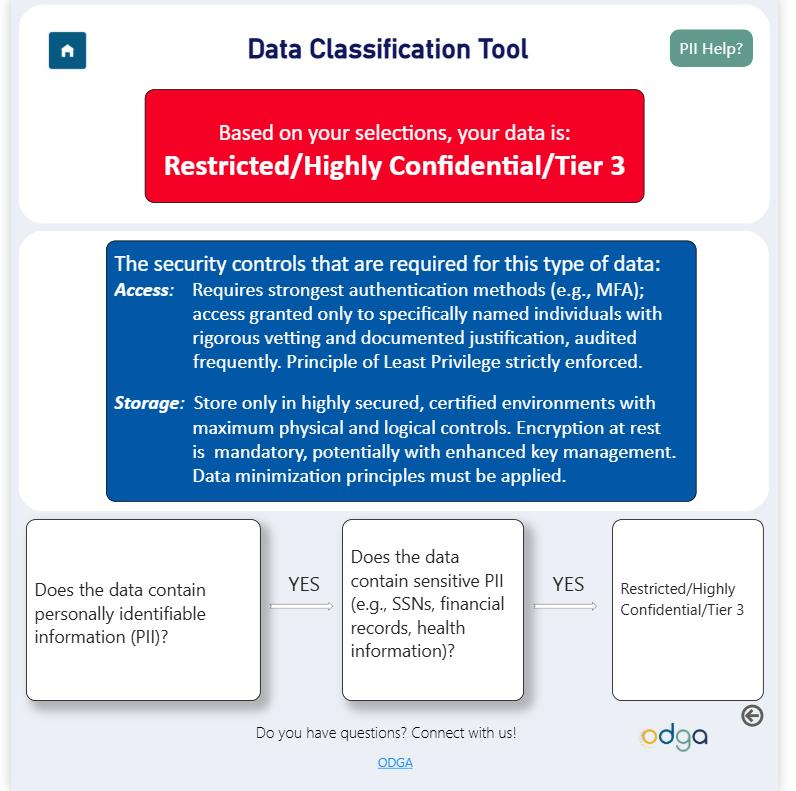 Data Classification Tool
PII Help?
Based on your selections, your data is:
Restricted/Highly Confidential/Tier 3
The security controls that are required for this type of data:
Access: Requires strongest authentication methods (e.g., MFA);
access granted only to specifically named individuals with
rigorous vetting and documented justification, audited
frequently. Principle of Least Privilege strictly enforced.
Storage: Store only in highly secured, certified environments with
maximum physical and logical controls. Encryption at rest
is mandatory, potentially with enhanced key management.
Data minimization principles must be applied.
Does the data contain
personally identifiable
information (PII)?
YES
Does the data
contain sensitive PII
(e.g., SSNs, financial
records, health
information)?
YES
Restricted/Highly
Confidential/Tier 3
Do you have questions? Connect with us!
ODGA
odga